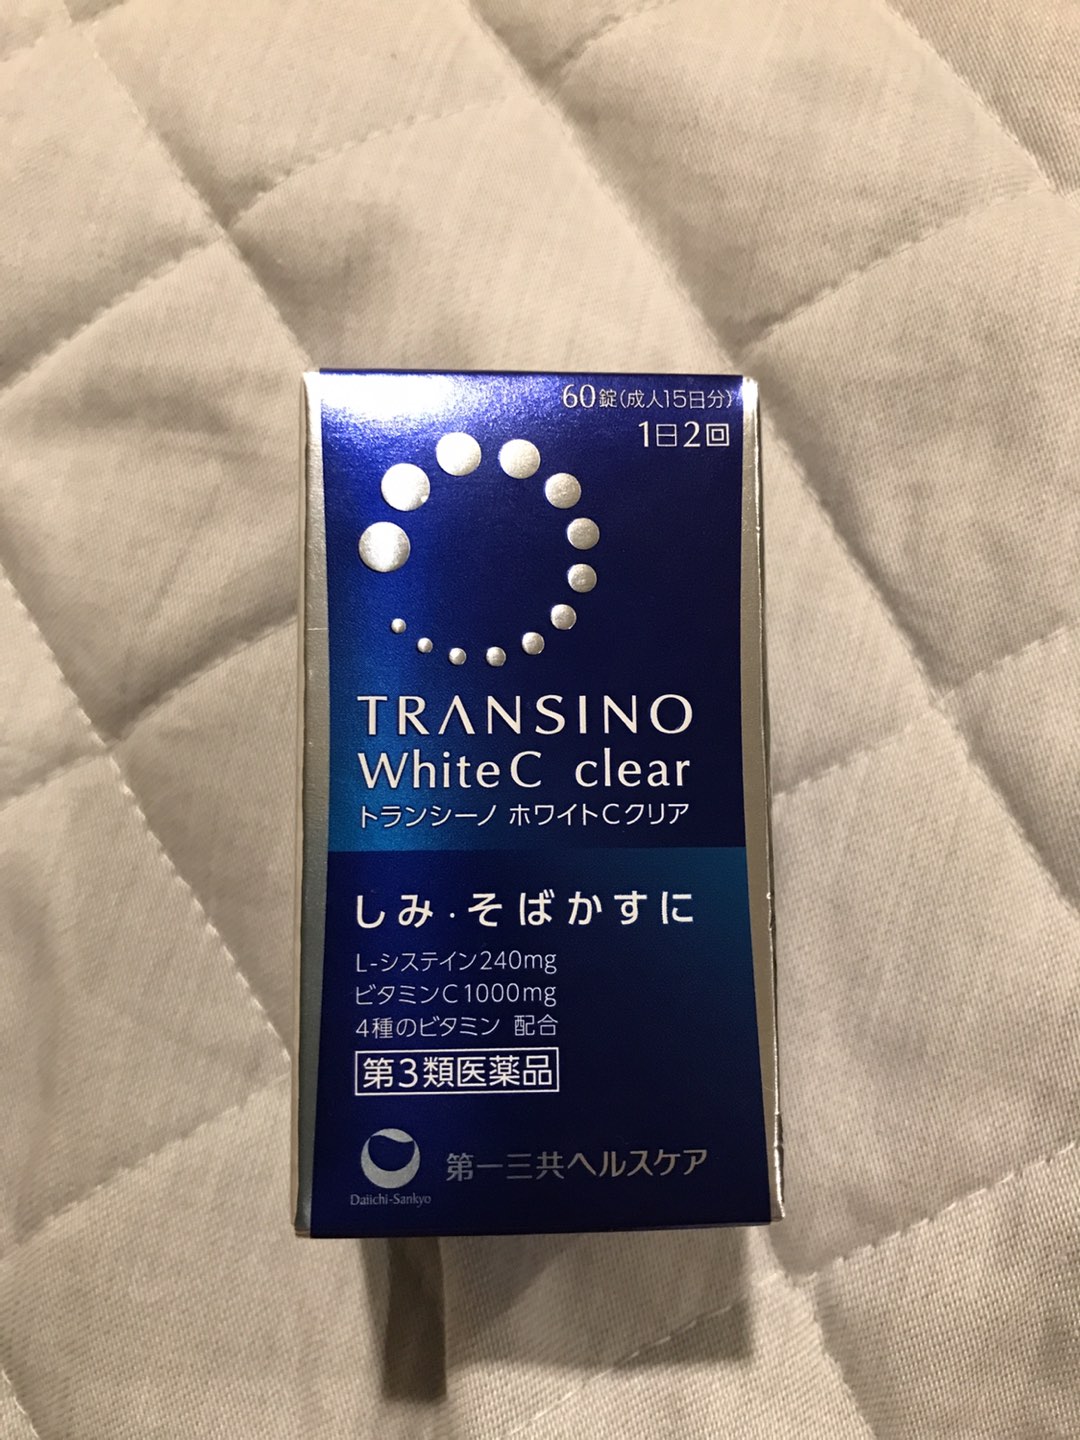 60錠(成人15日分)
1日2回
TRANSINO
White C clear
トランシーノ ホワイトCクリア
しみ・そばかすに
L-システイン240mg
ビタミンC1000mg
4種のビタミン 配合
第3類医薬品
第一三共ヘルスケア
Daiichi-Sankyo